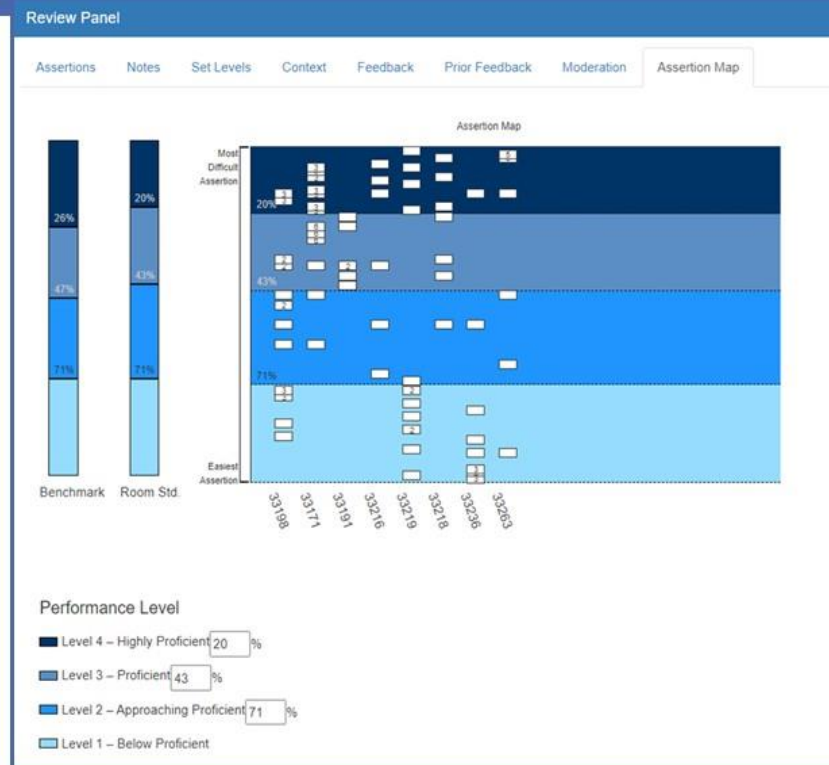 Review Panel
Assertions Notes Set Levels Context Feedback Prior Feedback Moderation Assertion Map
Assertion Map
Most
Difficult
Assertion
26%
47%
71%
20%
43%
71%
20%
43%
71%
Easiest
Assertion
Benchmark Room Std.
33198 33171 33191 33216 33219 33218 33236 33263
Performance Level
Level 4 – Highly Proficient 20 %
Level 3 – Proficient 43 %
Level 2 – Approaching Proficient 71 %
Level 1 – Below Proficient